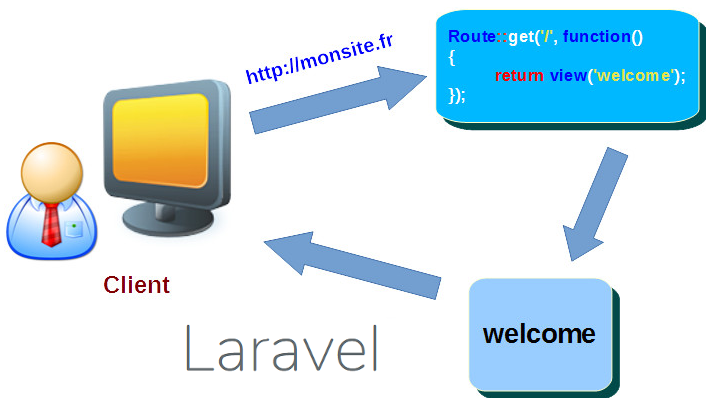 http://monsite.fr
Route::get('/', function()
{
return view('welcome');
});
Client
welcome
Laravel